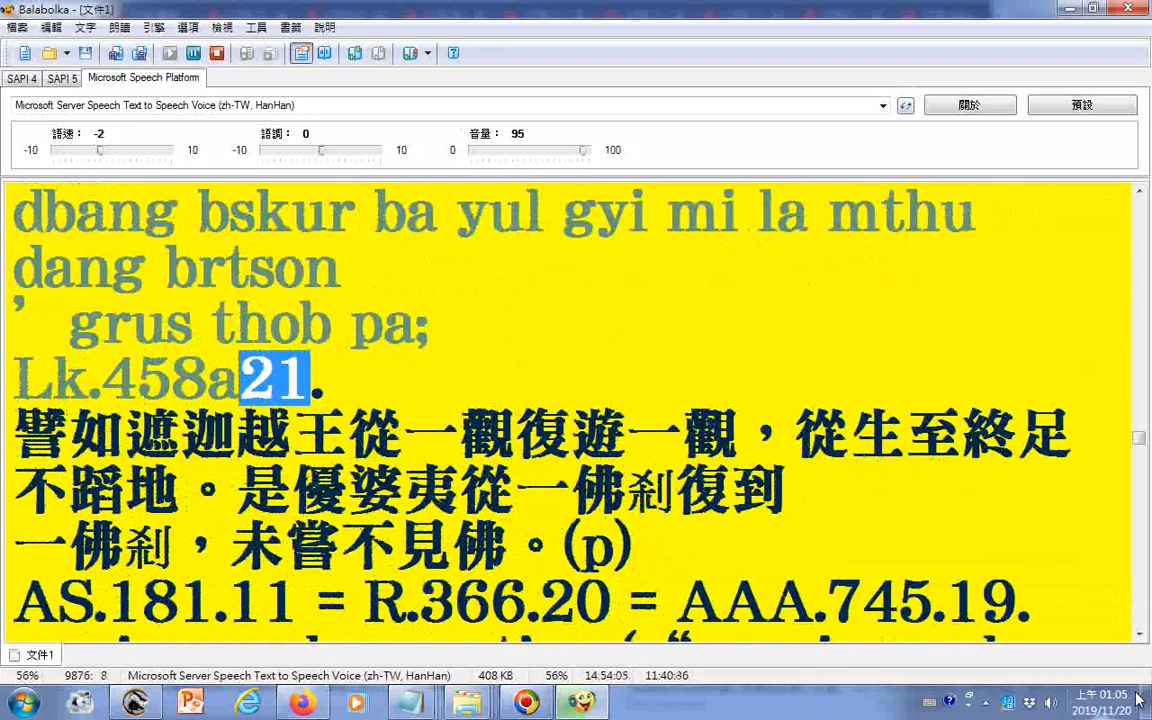 Balabolka - [文件1]
檔案 編輯 文字 朗讀 引擎 選項 檢視 工具 書籤 說明
SAPI 4 SAPI 5 Microsoft Speech Platform
Microsoft Server Speech Text to Speech Voice (zh-TW, HanHan) 關於 預設
語速： -2 語調： 0 音量： 95
-10 10 -10 10 0 100
dbang bskur ba yul gyi mi la mthu
dang brtson
’ grus thob pa;
Lk.458a21.
譬如遮迦越王從一觀復遊一觀，從生至終足
不蹈地。是優婆夷從一佛剎復到
一佛剎，未嘗不見佛。(p)
AS.181.11 = R.366.20 = AAA.745.19.
文件1
56% 9876: 8 Microsoft Server Speech Text to Speech Voice (zh-TW, HanHan) 408 KB 56% 14:54:05 11:40:36
上午 01:05
2019/11/20